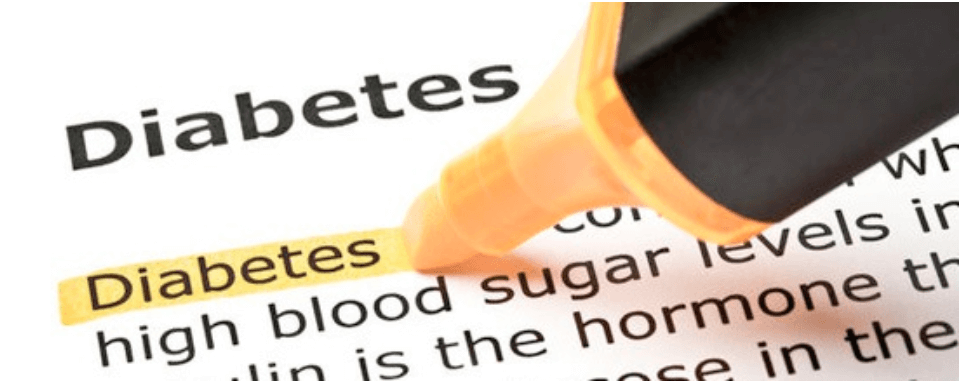 Diabetes
Diabetes
high blood sugar levels in
is the hormone
in the